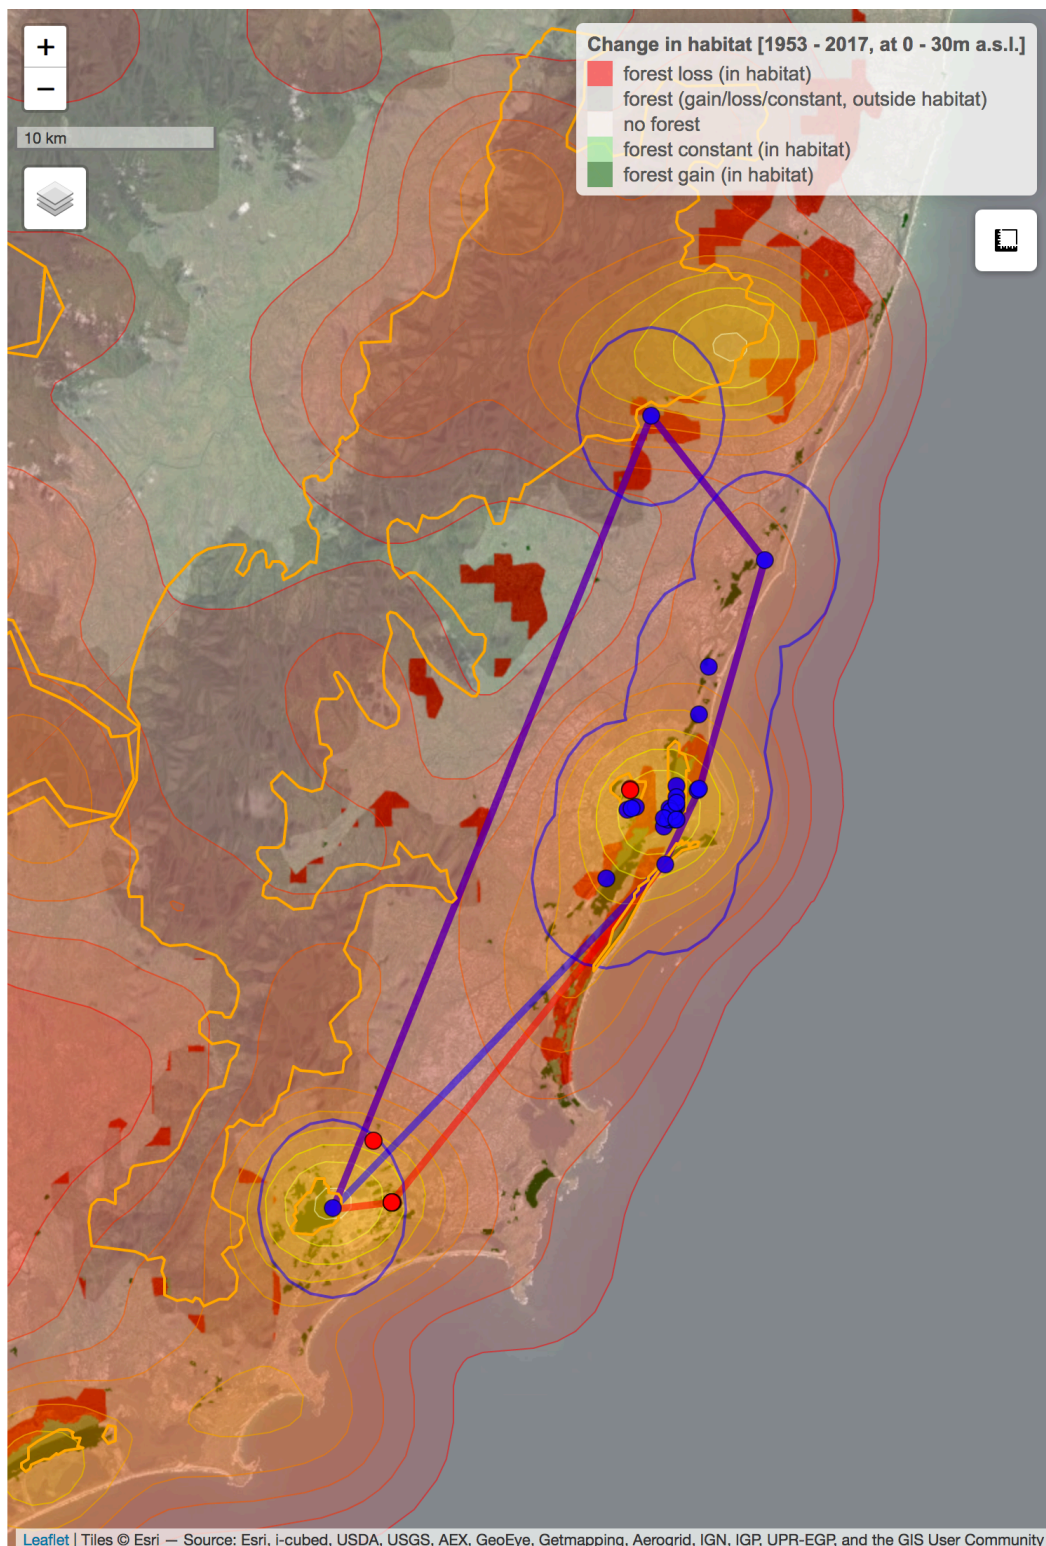 +
Change in habitat [1953 - 2017, at 0 - 30m a.s.l.]
forest loss (in habitat)
−
forest (gain/loss/constant, outside habitat)
no forest
10 km
forest constant (in habitat)
forest gain (in habitat)
Leaflet | Tiles © Esri — Source: Esri, i-cubed, USDA, USGS, AEX, GeoEye, Getmapping, Aerogrid, IGN, IGP, UPR-EGP, and the GIS User Community